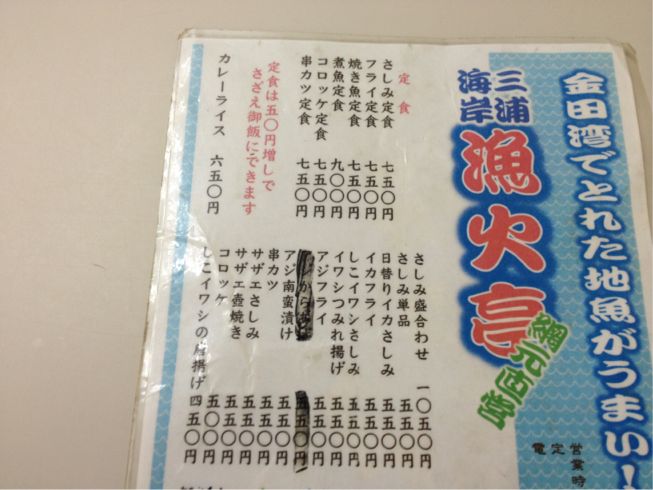 金田湾でとれた地魚がうまい!
営業時
定
電
三浦
海岸
漁火亭
網元直営
定食
さしみ定食 七五〇円
フライ定食 七五〇円
焼き魚定食 七五〇円
煮魚定食 九〇〇円
コロッケ定食 七五〇円
串カツ定食 七五〇円
定食は五〇円増しで
さざえ御飯にできます
カレーライス 六五〇円
さしみ盛合わせ 一〇五〇円
さしみ単品 五五〇円
日替りイカさしみ 五五〇円
イカフライ 五五〇円
しこイワシさしみ 五五〇円
イワシつみれ揚げ 五五〇円
アジフライ 五五〇円
アジ南蛮漬け 五五〇円
串カツ 五五〇円
サザエさしみ 五五〇円
サザエ壺焼き 五五〇円
コロッケ 五〇〇円
しこイワシの唐揚げ 四五〇円